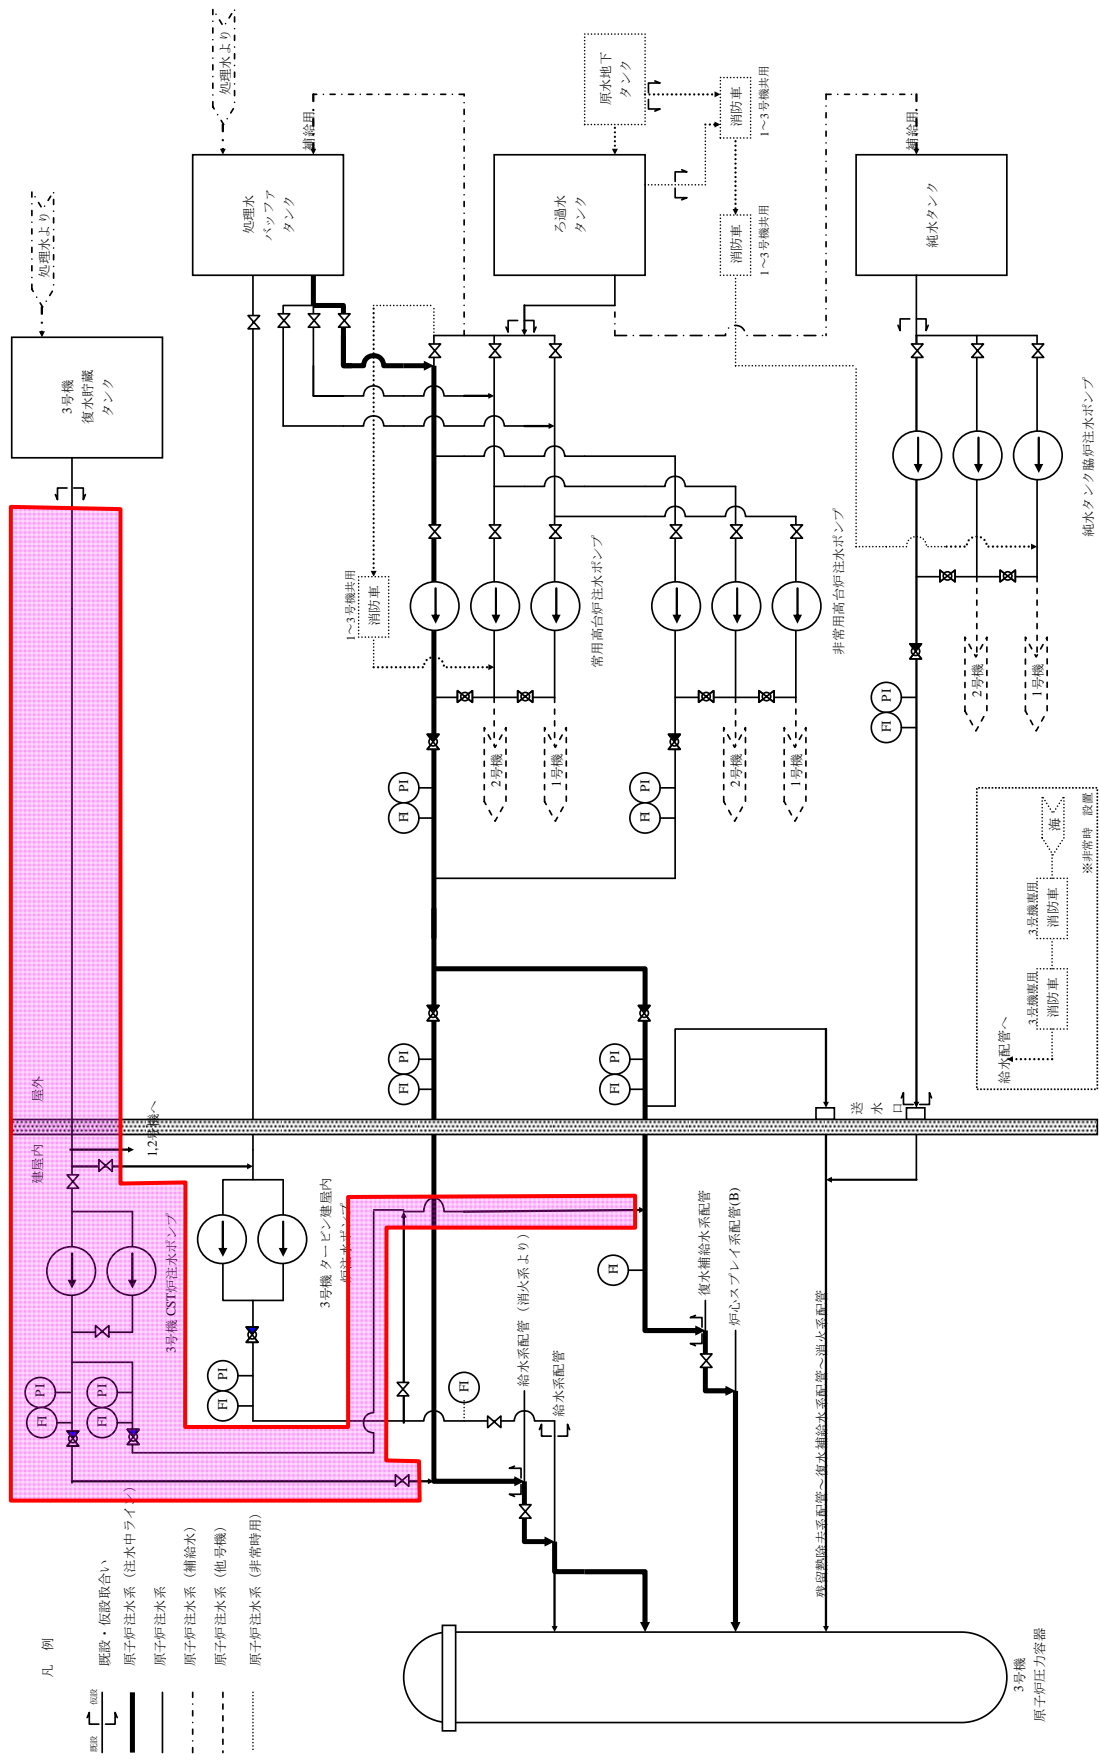 処理水より
処理水より
3号機
復水貯蔵
タンク
処理水
バッファ
タンク
補給用
原水地下
タンク
消防車
1～3号機共用
ろ過水
タンク
消防車
1～3号機共用
補給用
純水タンク
1～3号機共用
消防車
常用高台炉注水ポンプ
非常用高台炉注水ポンプ
純水タンク脇炉注水ポンプ
2号機
1号機
2号機
1号機
2号機
1号機
PI
FI
PI
FI
PI
FI
海
※非常時 設置
3号機専用
消防車
3号機専用
消防車
給水配管へ
PI
FI
PI
FI
屋外
建屋内
1,2号機へ
送水口
3号機 CST炉注水ポンプ
3号機 タービン建屋内
炉注水ポンプ
PI
FI
PI
FI
PI
FI
FI
FI
給水系配管（消火系より）
給水系配管
復水補給水系配管
炉心スプレイ系配管(B)
残留熱除去系配管～復水補給水系配管～消火系配管
3号機
原子炉圧力容器
凡 例
既設
仮設
既設・仮設取合い
原子炉注水系（注水中ライン）
原子炉注水系
原子炉注水系（補給水）
原子炉注水系（他号機）
原子炉注水系（非常時用）